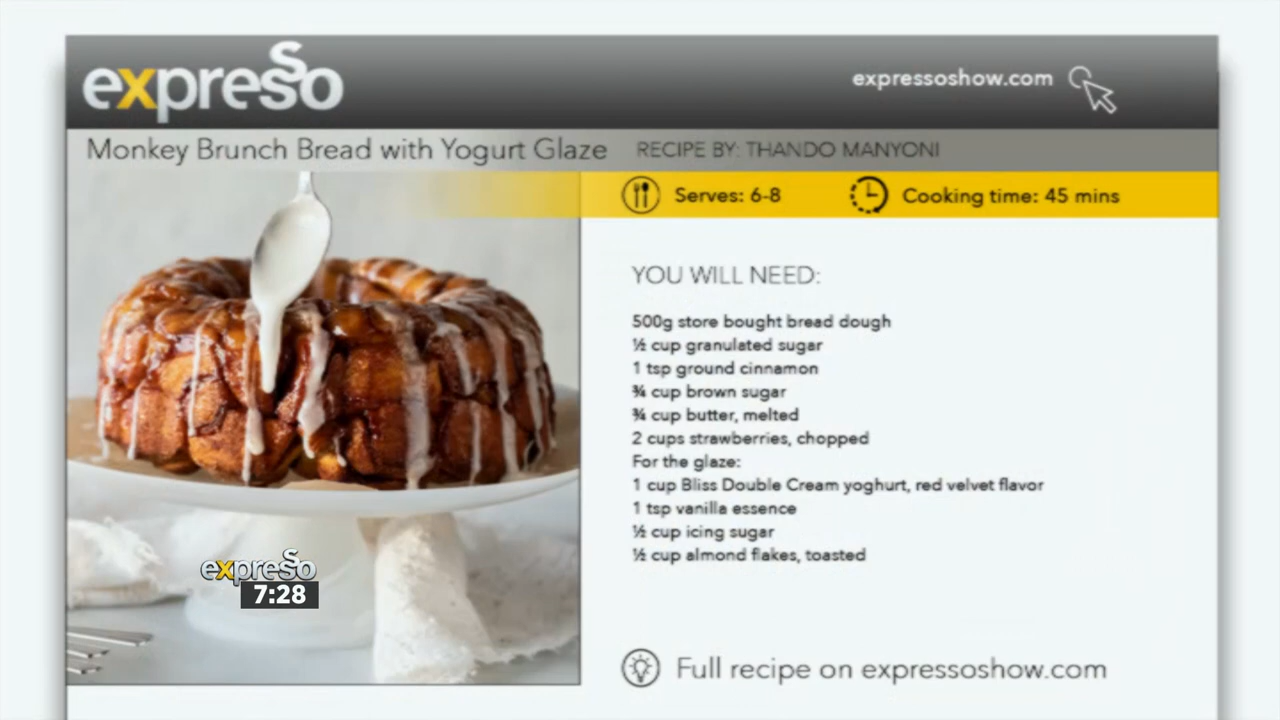 expresso
expressoshow.com
Monkey Brunch Bread with Yogurt Glaze
RECIPE BY: THANDO MANYONI
Serves: 6-8
Cooking time: 45 mins
YOU WILL NEED:
500g store bought bread dough
½ cup granulated sugar
1 tsp ground cinnamon
¾ cup brown sugar
¾ cup butter, melted
2 cups strawberries, chopped
For the glaze:
1 cup Bliss Double Cream yoghurt, red velvet flavor
1 tsp vanilla essence
½ cup icing sugar
½ cup almond flakes, toasted
expresso
7:28
Full recipe on expressoshow.com